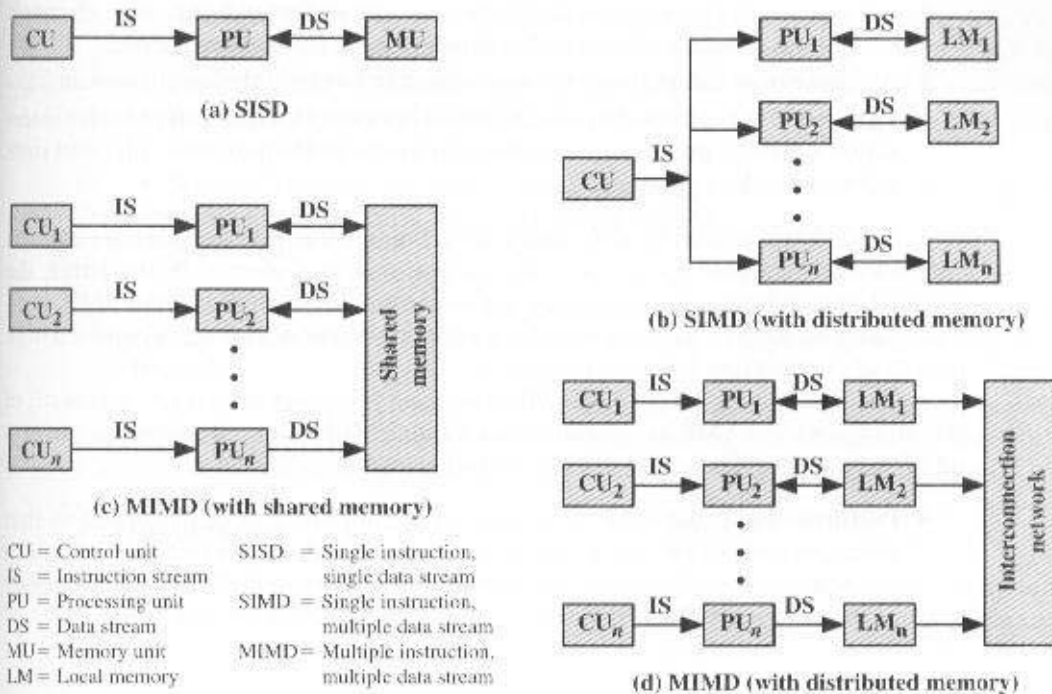 IS DS
CU PU MU
(a) SISD
DS
PU1 LM1
DS
PU2 LM2
IS
CU
DS
PUn LMn
(b) SIMD (with distributed memory)
IS DS
CU1 PU1
IS DS
CU2 PU2
IS DS
CUn PUn
Shared
memory
(c) MIMD (with shared memory)
IS DS
CU1 PU1 LM1
IS DS
CU2 PU2 LM2
IS DS
CUn PUn LMn
Interconnection
network
(d) MIMD (with distributed memory)
CU = Control unit
IS = Instruction stream
PU = Processing unit
DS = Data stream
MU = Memory unit
LM = Local memory
SISD = Single instruction,
single data stream
SIMD = Single instruction,
multiple data stream
MIMD = Multiple instruction,
multiple data stream